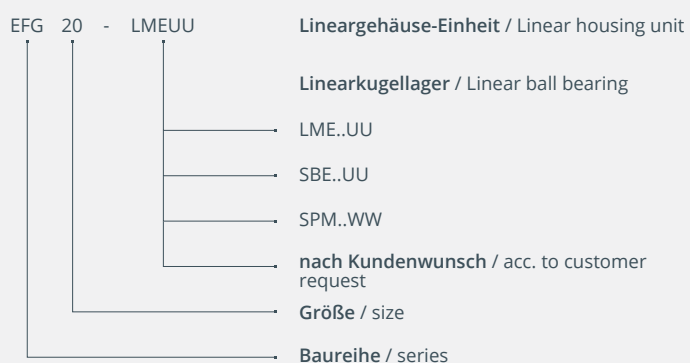 EFG 20 - LMEUU Lineargehäuse-Einheit / Linear housing unit
Linearkugellager / Linear ball bearing
LME..UU
SBE..UU
SPM..WW
nach Kundenwunsch / acc. to customer
request
Größe / size
Baureihe / series